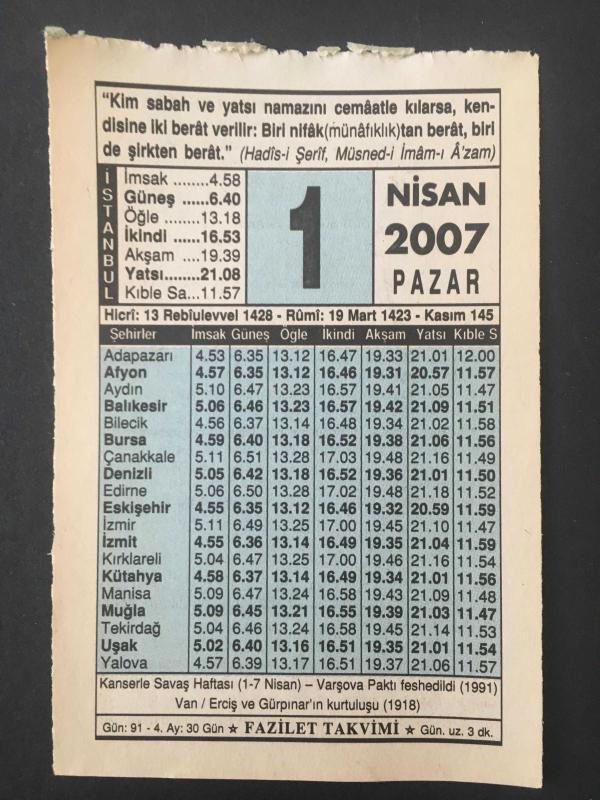 “Kim sabah ve yatsı namazını cemâatle kılarsa, ken-
disine iki berât verilir: Biri nifâk(münâfıklık)tan berât, biri
de şirkten berât.” (Hadîs-i Şerîf, Müsned-i İmâm-ı Â'zam)
İSTANBUL
İmsak ........4.58
Güneş ......6.40
Öğle ........13.18
İkindi ......16.53
Akşam ...19.39
Yatsı........21.08
Kıble Sa...11.57
1
NİSAN
2007
PAZAR
Hicrî: 13 Rebîulevvel 1428 - Rûmî: 19 Mart 1423 - Kasım 145
Şehirler İmsak Güneş Öğle İkindi Akşam Yatsı Kıble S
Adapazarı 4.53 6.35 13.12 16.47 19.33 21.01 12.00
Afyon 4.57 6.35 13.12 16.46 19.31 20.57 11.57
Aydın 5.10 6.47 13.23 16.57 19.41 21.05 11.47
Balıkesir 5.06 6.46 13.23 16.57 19.42 21.09 11.51
Bilecik 4.56 6.37 13.14 16.48 19.34 21.02 11.58
Bursa 4.59 6.40 13.18 16.52 19.38 21.06 11.56
Çanakkale 5.11 6.51 13.28 17.03 19.48 21.16 11.49
Denizli 5.05 6.42 13.18 16.52 19.36 21.01 11.50
Edirne 5.06 6.50 13.28 17.02 19.48 21.18 11.52
Eskişehir 4.55 6.35 13.12 16.46 19.32 20.59 11.59
İzmir 5.11 6.49 13.25 17.00 19.45 21.10 11.47
İzmit 4.55 6.36 13.14 16.49 19.35 21.04 11.59
Kırklareli 5.04 6.47 13.25 17.00 19.46 21.16 11.54
Kütahya 4.58 6.37 13.14 16.49 19.34 21.01 11.56
Manisa 5.09 6.47 13.24 16.58 19.43 21.09 11.48
Muğla 5.09 6.45 13.21 16.55 19.39 21.03 11.47
Tekirdağ 5.04 6.46 13.24 16.58 19.45 21.14 11.53
Uşak 5.02 6.40 13.16 16.51 19.35 21.01 11.54
Yalova 4.57 6.39 13.17 16.51 19.37 21.06 11.57
Kanserle Savaş Haftası (1-7 Nisan) – Varşova Paktı feshedildi (1991)
Van / Erciş ve Gürpınar'ın kurtuluşu (1918)
Gün: 91 - 4. Ay: 30 Gün ★ FAZİLET TAKVİMİ ★ Gün. uz. 3 dk.